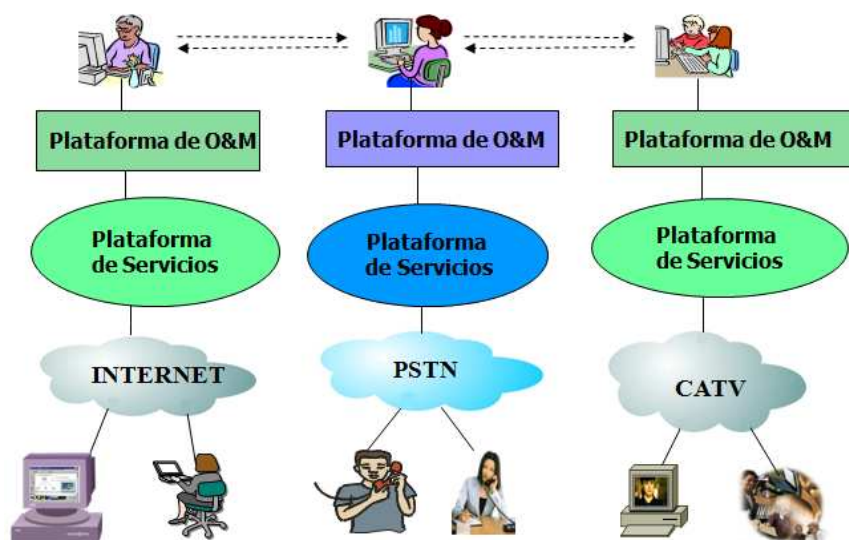 Plataforma de O&M
Plataforma de O&M
Plataforma de O&M
Plataforma
de Servicios
Plataforma
de Servicios
Plataforma
de Servicios
INTERNET
PSTN
CATV